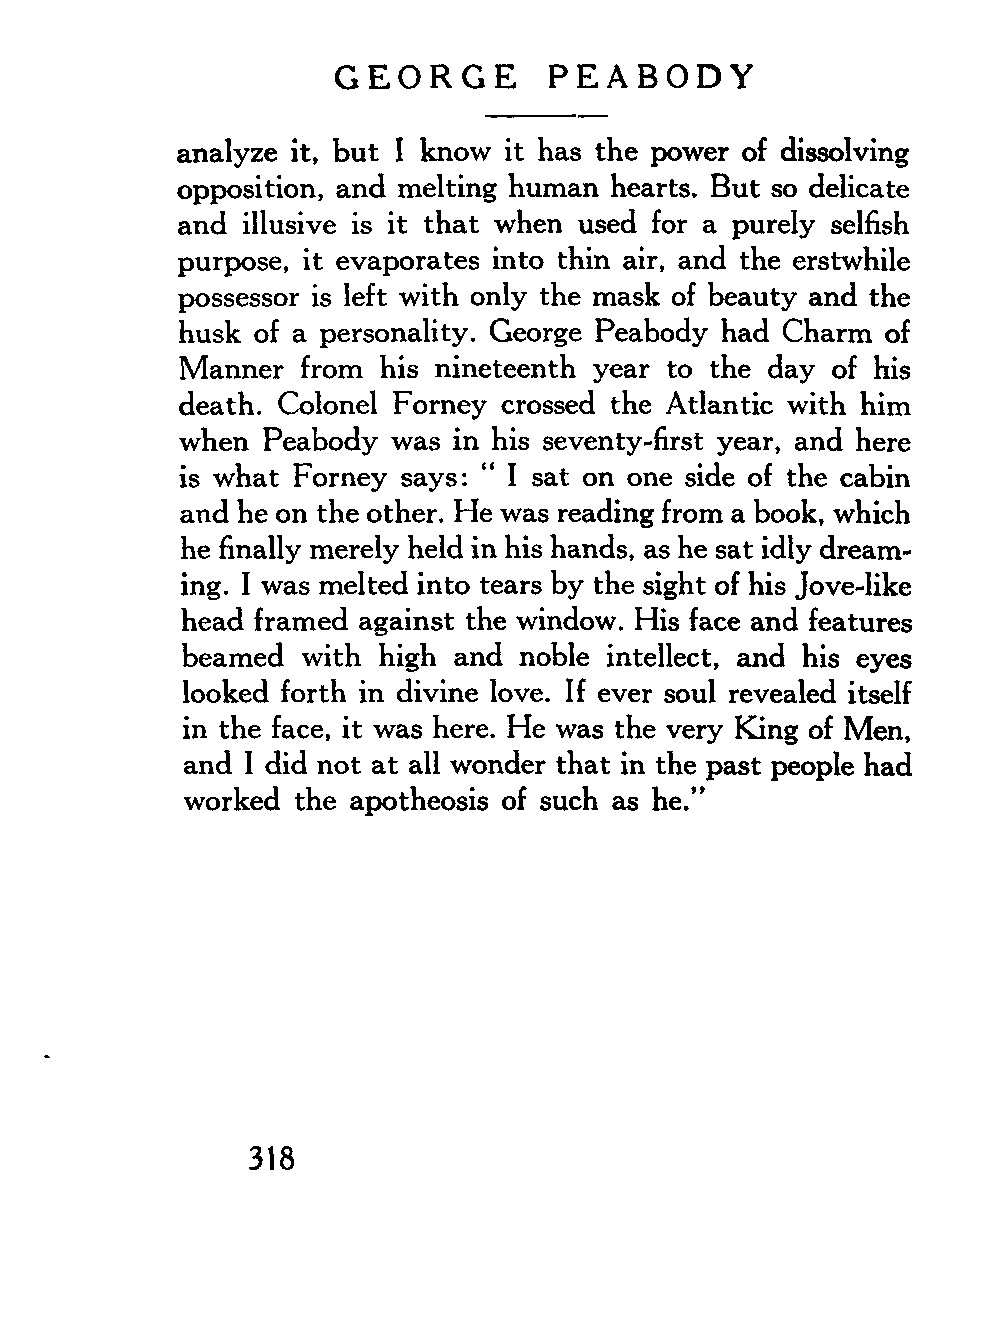 GEORGE PEABODY
analyze it, but I know it has the power of dissolving
opposition, and melting human hearts. But so delicate
and illusive is it that when used for a purely selfish
purpose, it evaporates into thin air, and the erstwhile
possessor is left with only the mask of beauty and the
husk of a personality. George Peabody had Charm of
Manner from his nineteenth year to the day of his
death. Colonel Forney crossed the Atlantic with him
when Peabody was in his seventy-first year, and here
is what Forney says: “ I sat on one side of the cabin
and he on the other. He was reading from a book, which
he finally merely held in his hands, as he sat idly dream-
ing. I was melted into tears by the sight of his Jove-like
head framed against the window. His face and features
beamed with high and noble intellect, and his eyes
looked forth in divine love. If ever soul revealed itself
in the face, it was here. He was the very King of Men,
and I did not at all wonder that in the past people had
worked the apotheosis of such as he.”
318